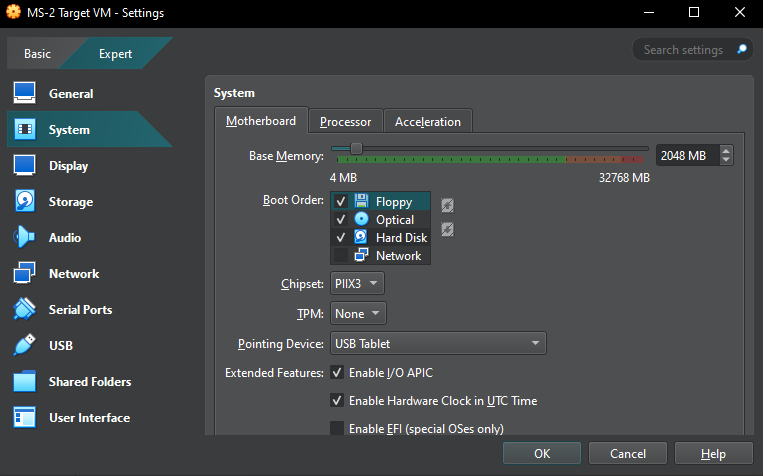 MS-2 Target VM - Settings
Basic
Expert
Search settings
General
System
Display
Storage
Audio
Network
Serial Ports
USB
Shared Folders
User Interface
System
Motherboard
Processor
Acceleration
Base Memory:
2048 MB
4 MB
32768 MB
Boot Order:
Floppy
Optical
Hard Disk
Network
Chipset:
PIIX3
TPM:
None
Pointing Device:
USB Tablet
Extended Features:
Enable I/O APIC
Enable Hardware Clock in UTC Time
Enable EFI (special OSes only)
OK
Cancel
Help